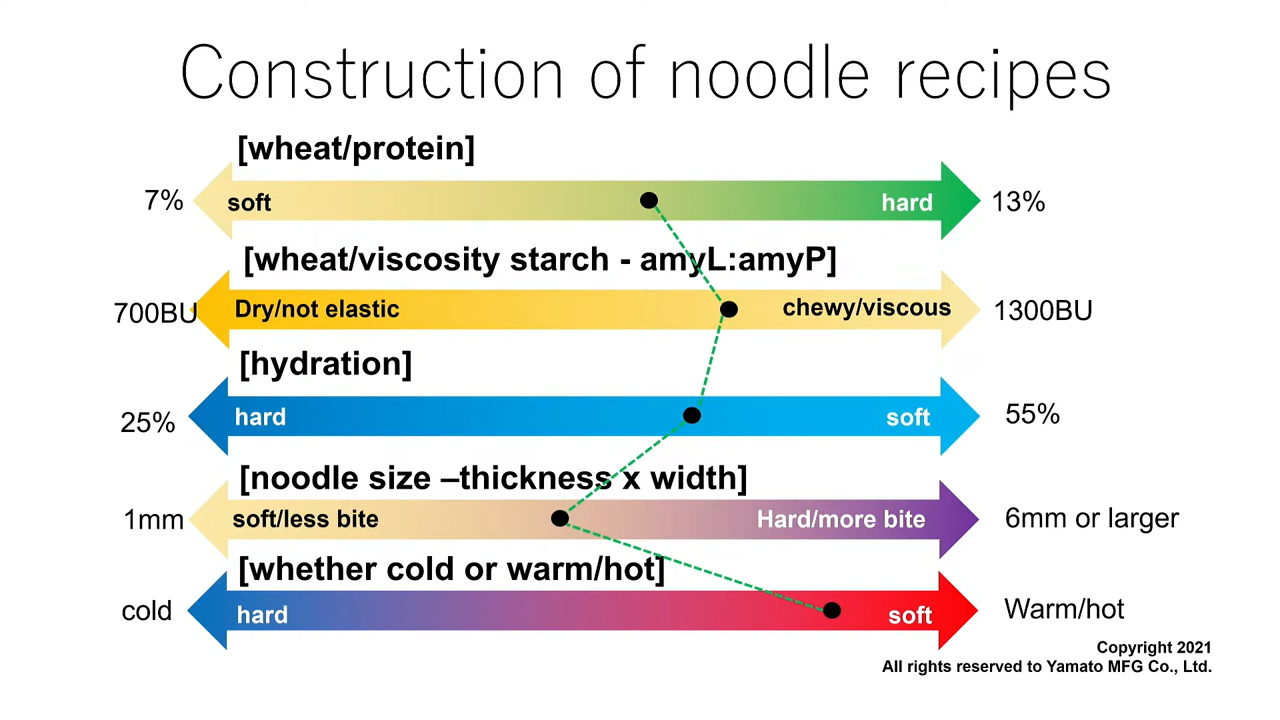 Construction of noodle recipes
[wheat/protein]
7% soft hard 13%
[wheat/viscosity starch - amyL:amyP]
700BU Dry/not elastic chewy/viscous 1300BU
[hydration]
25% hard soft 55%
[noodle size –thickness x width]
1mm soft/less bite Hard/more bite 6mm or larger
[whether cold or warm/hot]
cold hard soft Warm/hot
Copyright 2021
All rights reserved to Yamato MFG Co., Ltd.